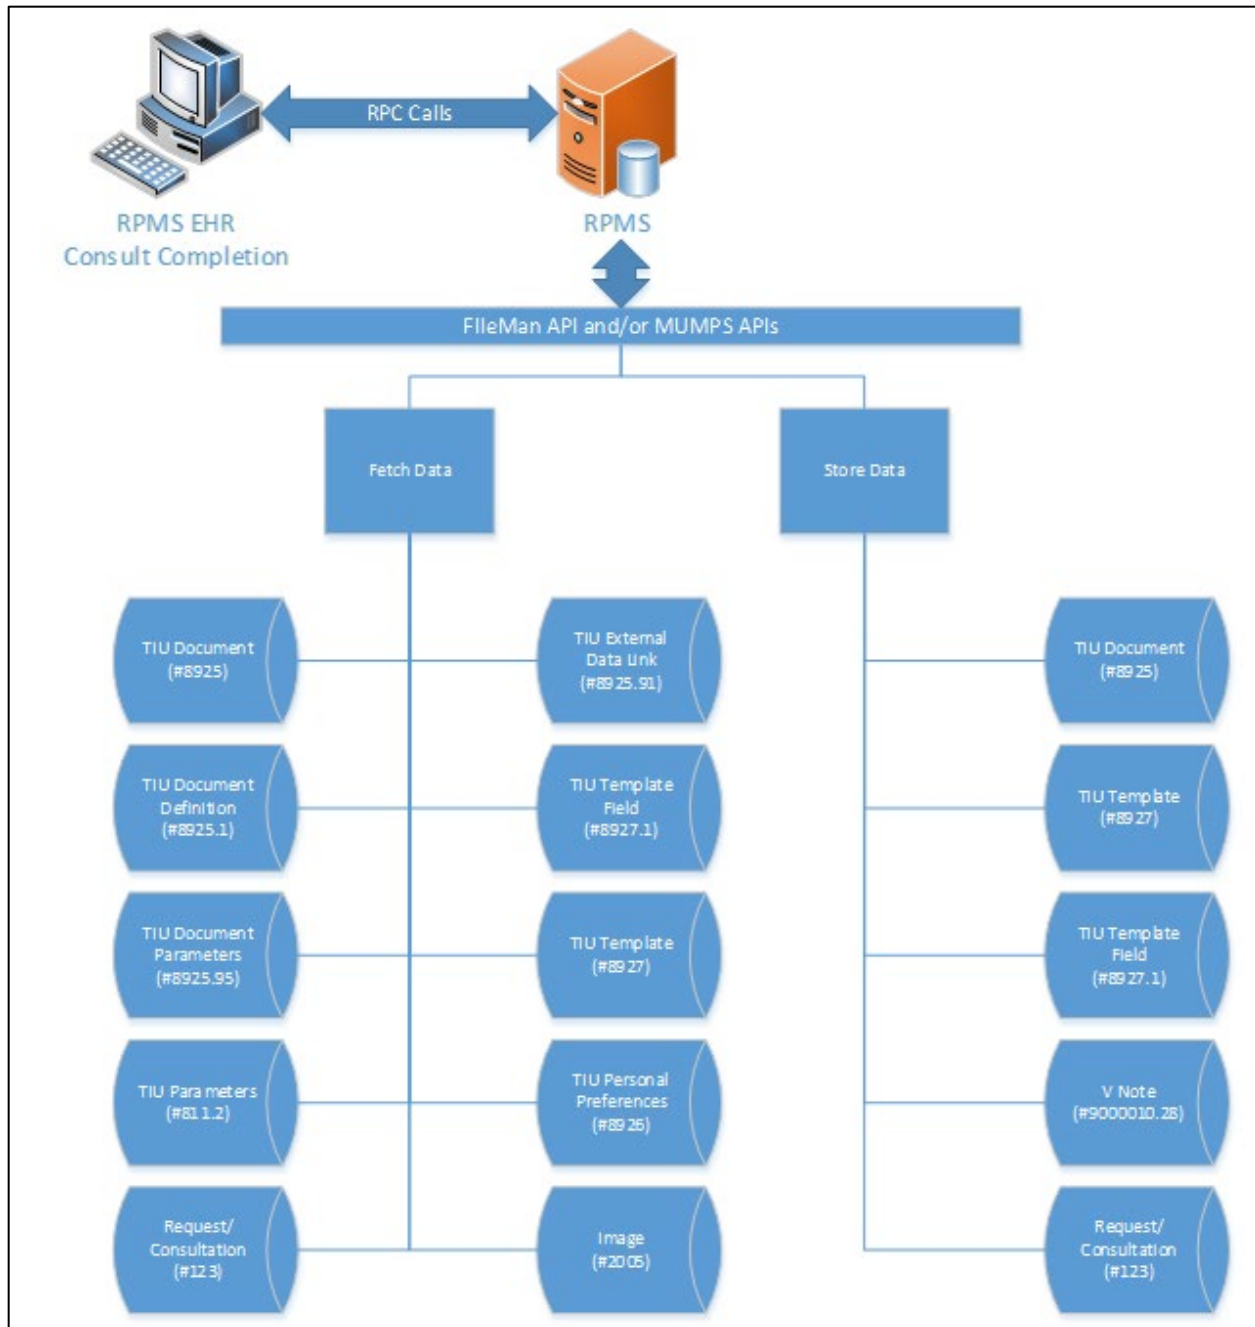 RPC Calls
RPMS EHR
Consult Completion
RPMS
FIleMan API and/or MUMPS APIs
Fetch Data
Store Data
TIU Document
(#8925)
TIU External
Data Link
(#8925.91)
TIU Document
(#8925)
TIU Document
Definition
(#8925.1)
TIU Template
Field
(#8927.1)
TIU Template
(#8927)
TIU Document
Parameters
(#8925.95)
TIU Template
(#8927)
TIU Template
Field
(#8927.1)
TIU Parameters
(#811.2)
TIU Personal
Preferences
(#8926)
V Note
(#9000010.28)
Request/
Consultation
(#123)
Image
(#2005)
Request/
Consultation
(#123)